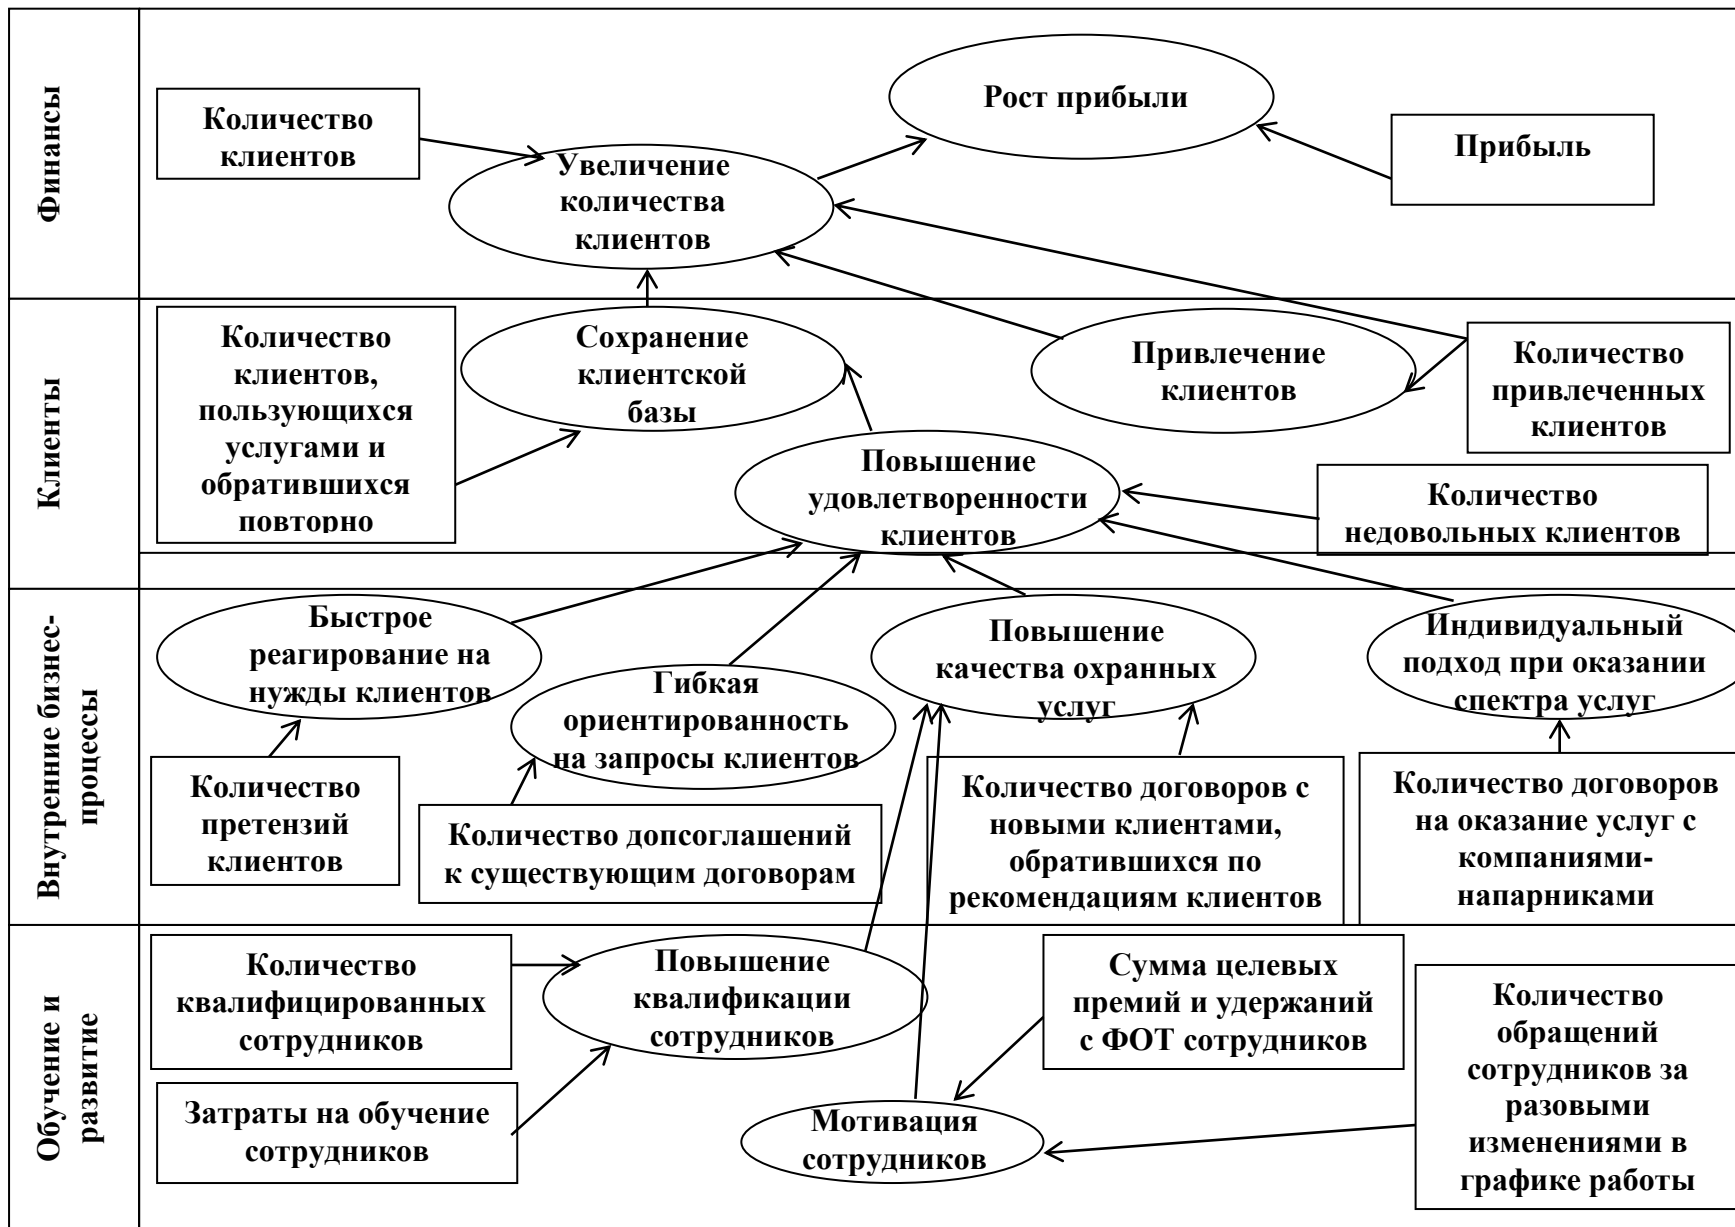 Финансы
Количество
клиентов
Увеличение
количества
клиентов
Рост прибыли
Прибыль
Клиенты
Количество
клиентов,
пользующихся
услугами и
обратившихся
повторно
Сохранение
клиентской
базы
Привлечение
клиентов
Количество
привлеченных
клиентов
Повышение
удовлетворенности
клиентов
Количество
недовольных клиентов
Внутренние бизнес-
процессы
Быстрое
реагирование на
нужды клиентов
Гибкая
ориентированность
на запросы клиентов
Повышение
качества охранных
услуг
Индивидуальный
подход при оказании
спектра услуг
Количество
претензий
клиентов
Количество допсоглашений
к существующим договорам
Количество договоров с
новыми клиентами,
обратившихся по
рекомендациям клиентов
Количество договоров
на оказание услуг с
компаниями-
напарниками
Обучение и
развитие
Количество
квалифицированных
сотрудников
Повышение
квалификации
сотрудников
Сумма целевых
премий и удержаний
с ФОТ сотрудников
Количество
обращений
сотрудников за
разовыми
изменениями в
графике работы
Затраты на обучение
сотрудников
Мотивация
сотрудников